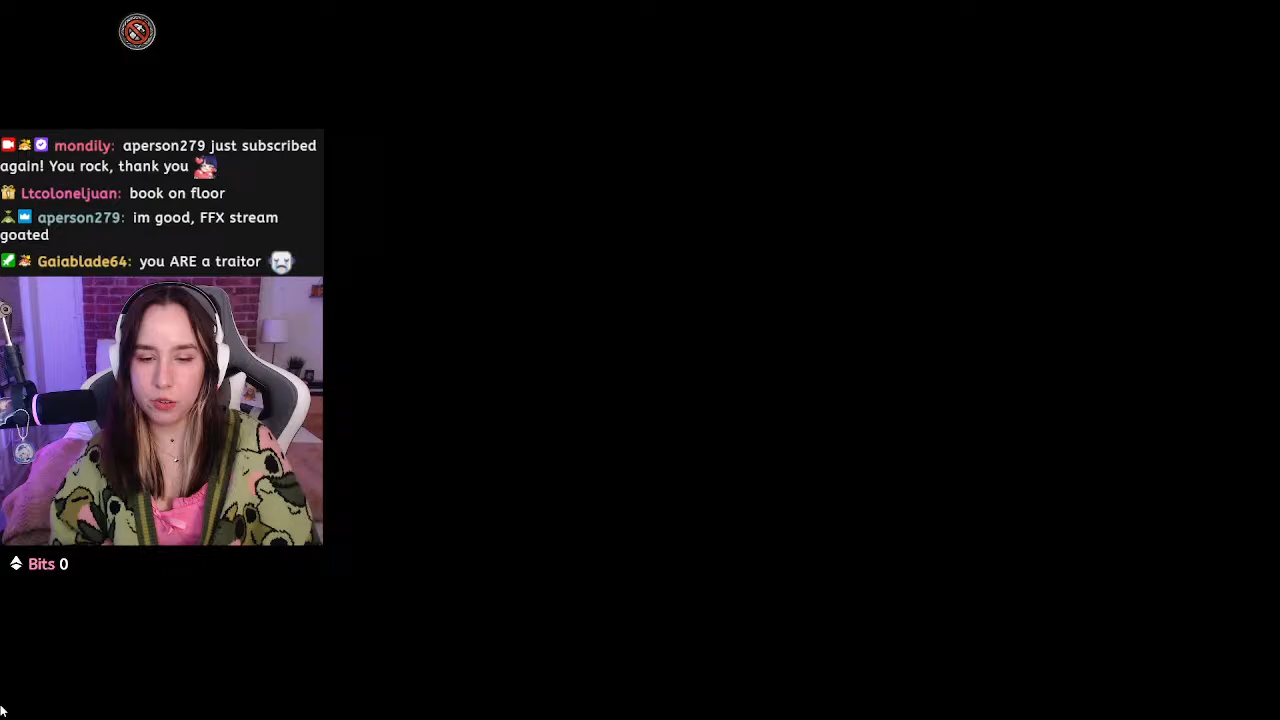 mondily: aperson279 just subscribed
again! You rock, thank you
Ltcoloneljuan: book on floor
aperson279: im good, FFX stream
goated
Gaiablade64: you ARE a traitor
Bits 0